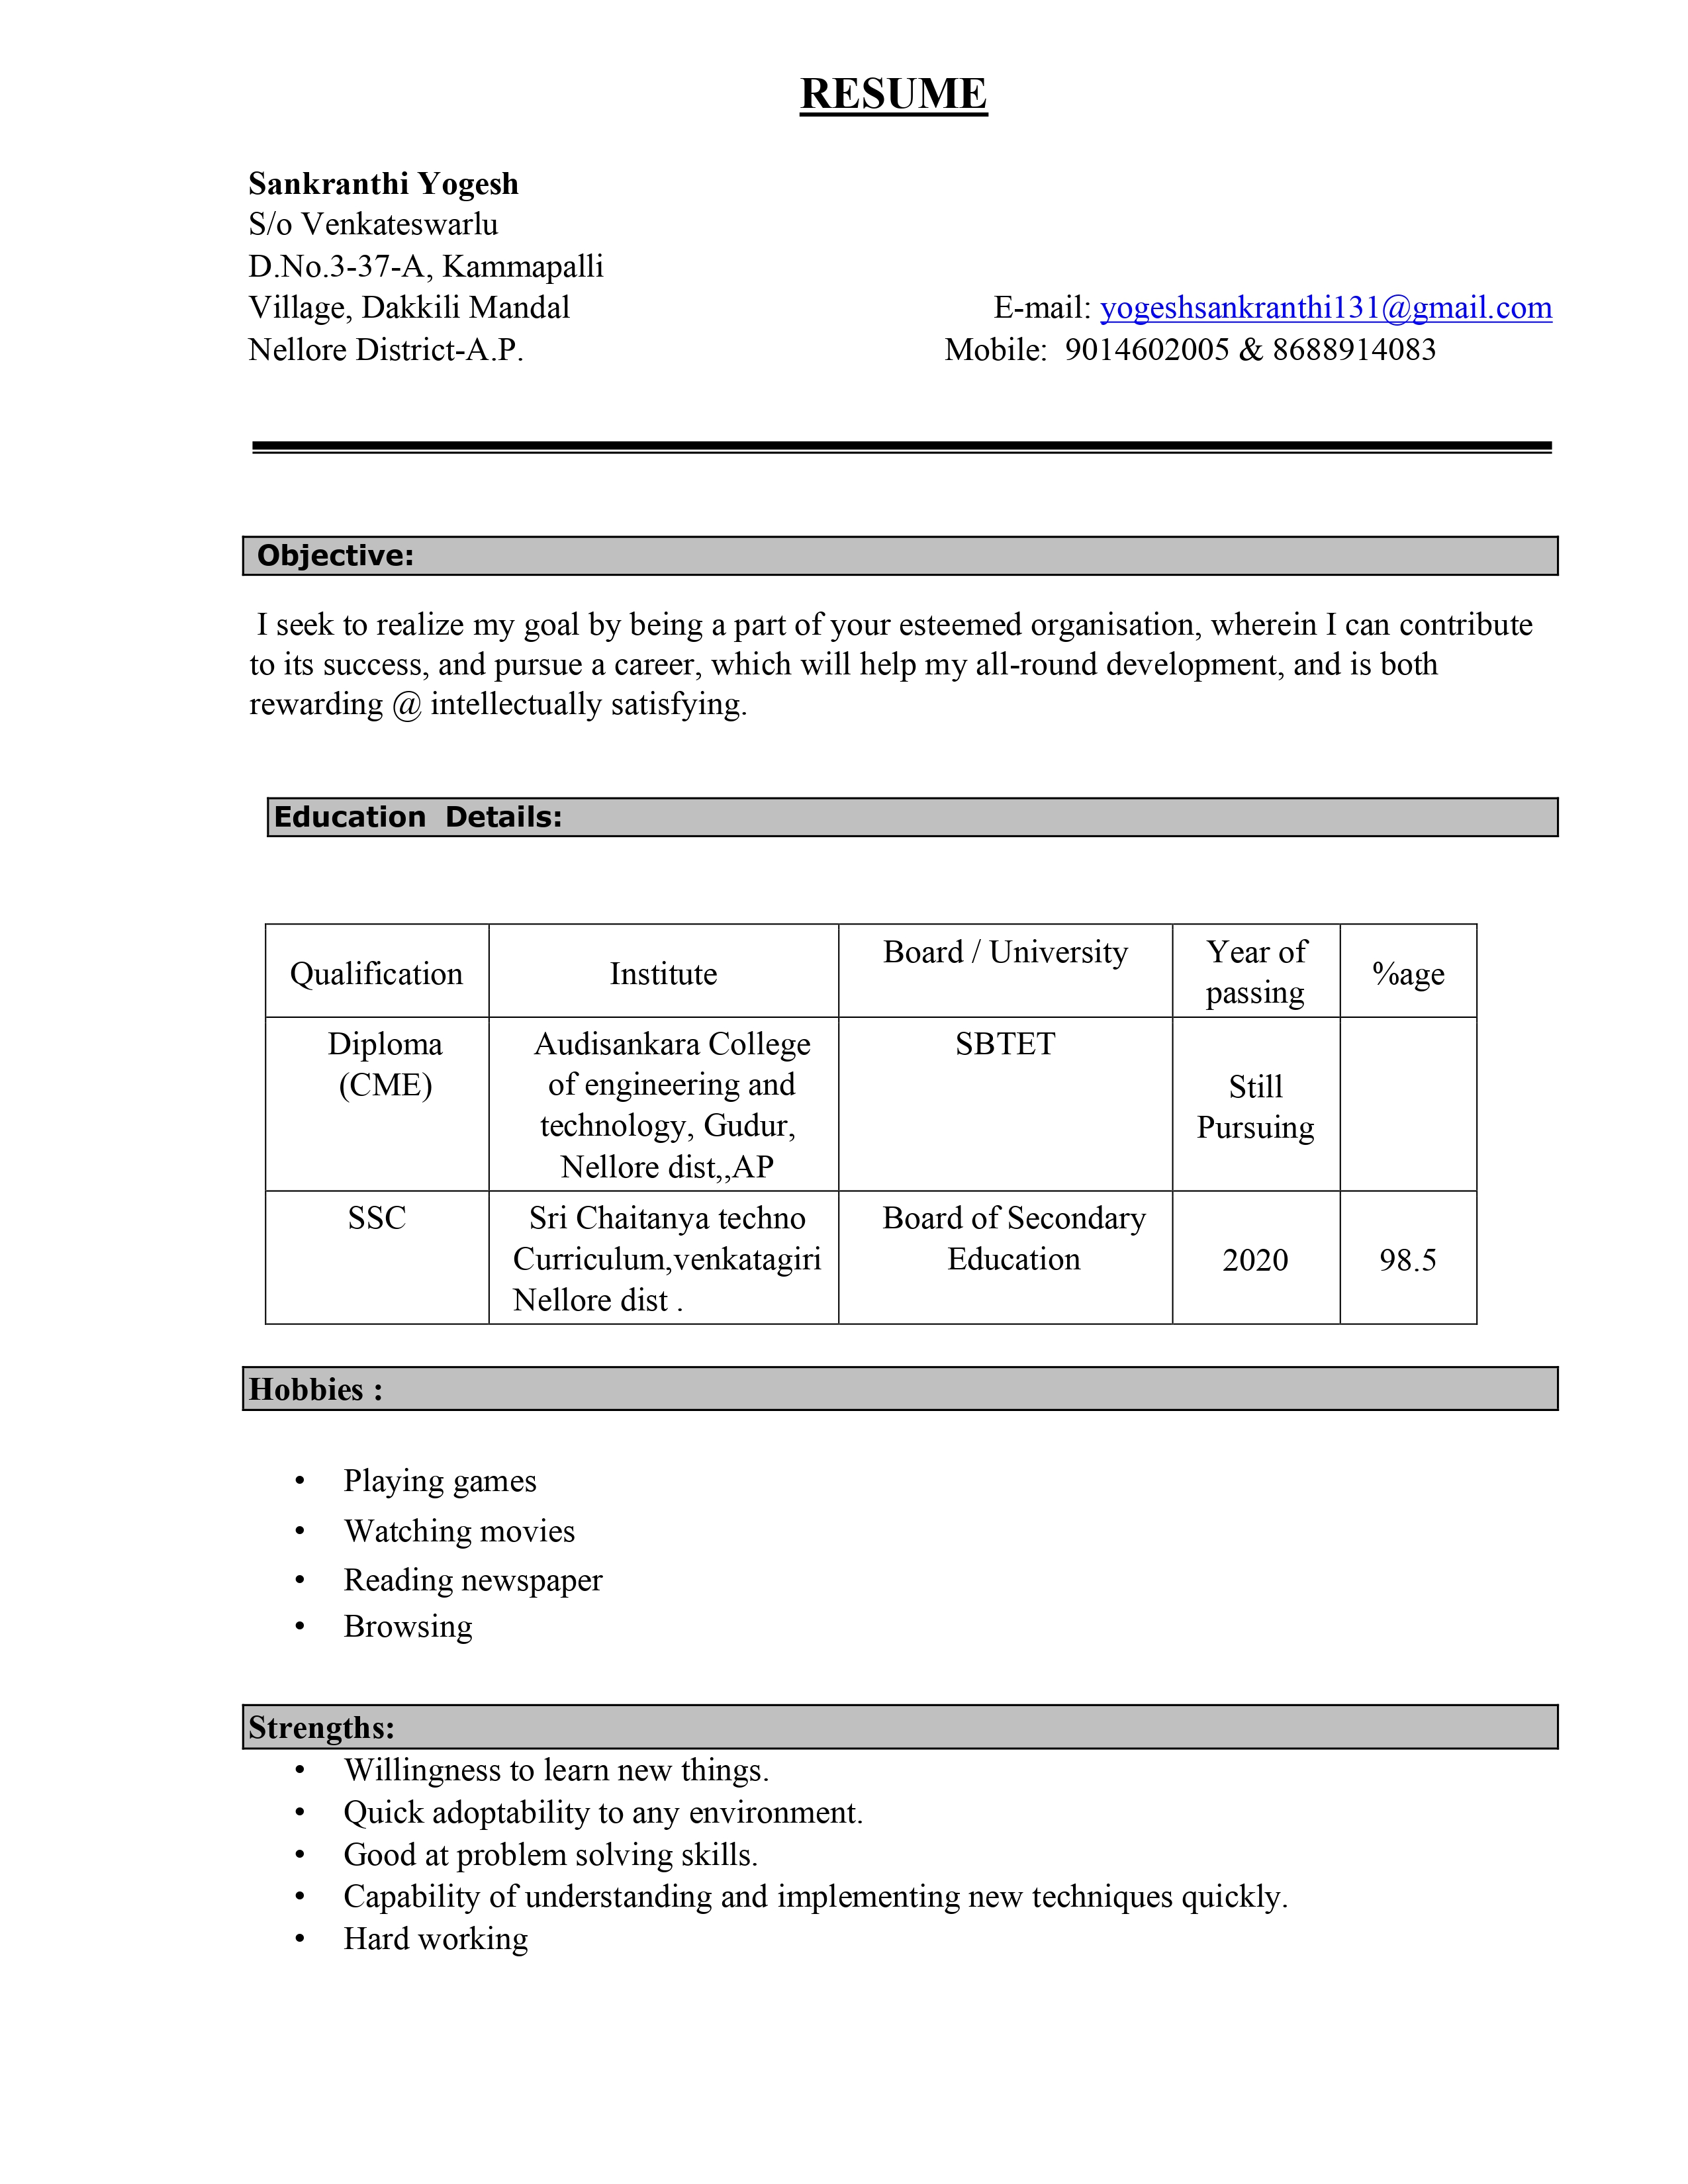 RESUME
Sankranthi Yogesh
S/o Venkateswarlu
D.No.3-37-A, Kammapalli
Village, Dakkili Mandal E-mail: yogeshsankranthi131@gmail.com
Nellore District-A.P. Mobile: 9014602005 & 8688914083
Objective:
I seek to realize my goal by being a part of your esteemed organisation, wherein I can contribute
to its success, and pursue a career, which will help my all-round development, and is both
rewarding @ intellectually satisfying.
Education Details:
Qualification
Institute
Board / University
Year of
passing
%age
Diploma
(CME)
Audisankara College
of engineering and
technology, Gudur,
Nellore dist,,AP
SBTET
Still
Pursuing
SSC
Sri Chaitanya techno
Curriculum,venkatagiri
Nellore dist .
Board of Secondary
Education
2020
98.5
Hobbies :
• Playing games
• Watching movies
• Reading newspaper
• Browsing
Strengths:
• Willingness to learn new things.
• Quick adoptability to any environment.
• Good at problem solving skills.
• Capability of understanding and implementing new techniques quickly.
• Hard working